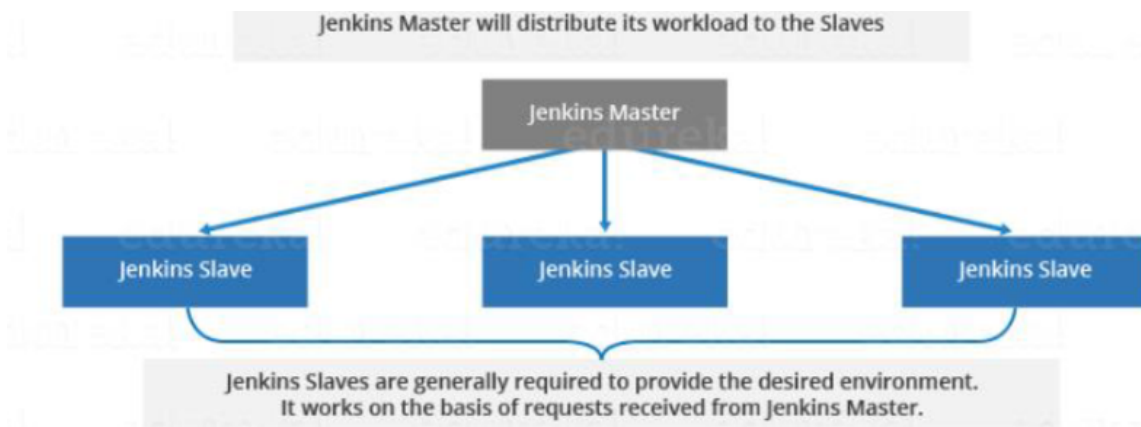 Jenkins Master will distribute its workload to the Slaves
Jenkins Master
edureka!
Jenkins Slave
Jenkins Slave
Jenkins Slave
Jenkins Slaves are generally required to provide the desired environment.
It works on the basis of requests received from Jenkins Master.